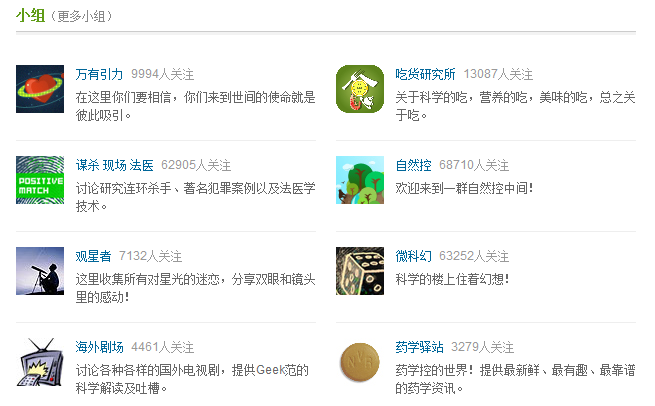 小组（更多小组）
万有引力 9994人关注
在这里你们要相信，你们来到世间的使命就是
彼此吸引。
吃货研究所 13087人关注
关于科学的吃，营养的吃，美味的吃，总之关
于吃。
POSITIVE
MATCH
谋杀 现场 法医 62905人关注
讨论研究连环杀手、著名犯罪案例以及法医学
技术。
自然控 68710人关注
欢迎来到一群自然控中间！
观星者 7132人关注
这里收集所有对星光的迷恋，分享双眼和镜头
里的感动！
微科幻 63252人关注
科学的楼上住着幻想！
海外剧场 4461人关注
讨论各种各样的国外电视剧，提供Geek范的
科学解读及吐槽。
药学驿站 3279人关注
药学控的世界！提供最新鲜、最有趣、最靠谱
的药学资讯。